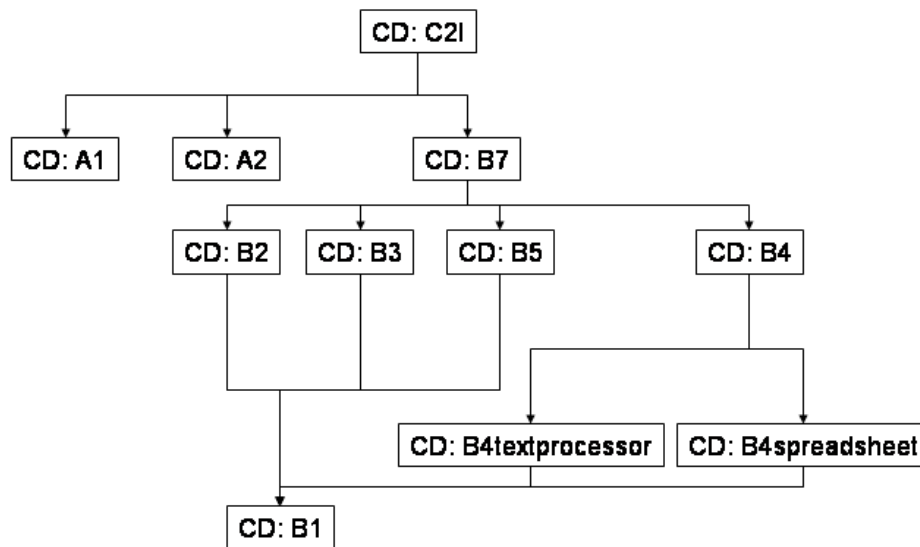 CD: C2I
CD: A1
CD: A2
CD: B7
CD: B2
CD: B3
CD: B5
CD: B4
CD: B4textprocessor
CD: B4spreadsheet
CD: B1